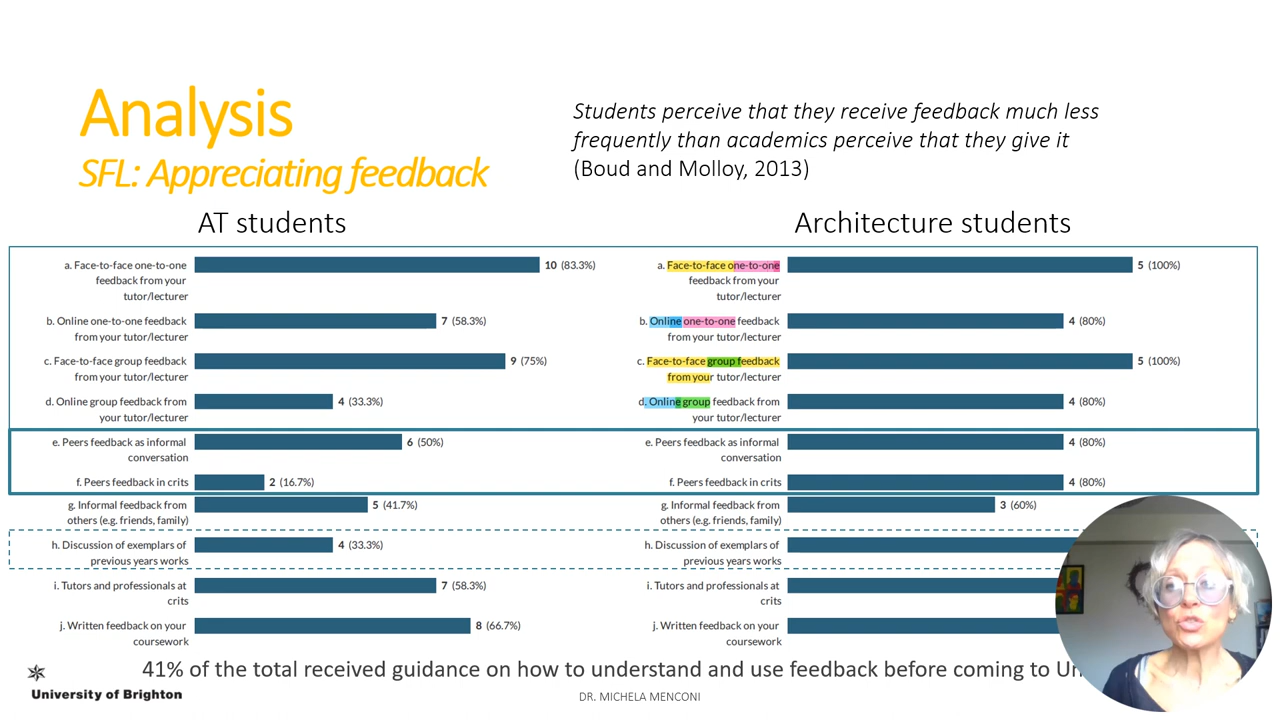 Analysis
SFL: Appreciating feedback
Students perceive that they receive feedback much less
frequently than academics perceive that they give it
(Boud and Molloy, 2013)
AT students
a. Face-to-face one-to-one
feedback from your
tutor/lecturer
10 (83.3%)
b. Online one-to-one feedback
from your tutor/lecturer
7 (58.3%)
c. Face-to-face group feedback
from your tutor/lecturer
9 (75%)
d. Online group feedback from
your tutor/lecturer
4 (33.3%)
e. Peers feedback as informal
conversation
6 (50%)
f. Peers feedback in crits
2 (16.7%)
g. Informal feedback from
others (e.g. friends, family)
5 (41.7%)
h. Discussion of exemplars of
previous years works
4 (33.3%)
i. Tutors and professionals at
crits
7 (58.3%)
j. Written feedback on your
coursework
8 (66.7%)
Architecture students
a. Face-to-face one-to-one
feedback from your
tutor/lecturer
5 (100%)
b. Online one-to-one feedback
from your tutor/lecturer
4 (80%)
c. Face-to-face group feedback
from your tutor/lecturer
5 (100%)
d. Online group feedback from
your tutor/lecturer
4 (80%)
e. Peers feedback as informal
conversation
4 (80%)
f. Peers feedback in crits
4 (80%)
g. Informal feedback from
others (e.g. friends, family)
3 (60%)
h. Discussion of exemplars of
previous years works
i. Tutors and professionals at
crits
j. Written feedback on your
coursework
41% of the total received guidance on how to understand and use feedback before coming to
University of Brighton
DR. MICHELA MENCONI